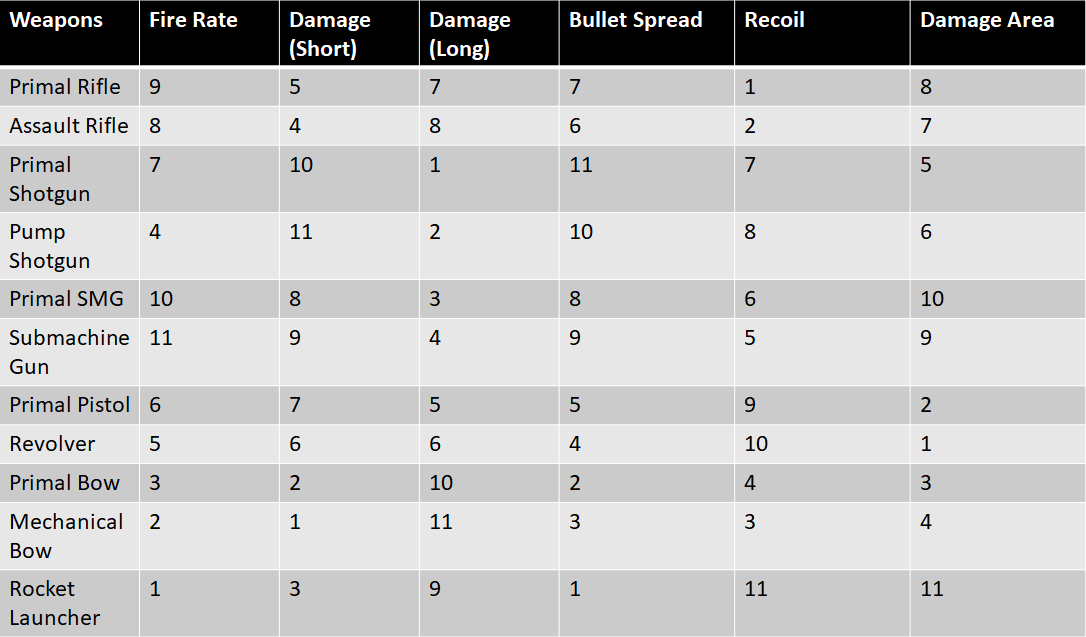 Weapons Fire Rate Damage (Short) Damage (Long) Bullet Spread Recoil Damage Area
Primal Rifle 9 5 7 7 1 8
Assault Rifle 8 4 8 6 2 7
Primal Shotgun 7 10 1 11 7 5
Pump Shotgun 4 11 2 10 8 6
Primal SMG 10 8 3 8 6 10
Submachine Gun 11 9 4 9 5 9
Primal Pistol 6 7 5 5 9 2
Revolver 5 6 6 4 10 1
Primal Bow 3 2 10 2 4 3
Mechanical Bow 2 1 11 3 3 4
Rocket Launcher 1 3 9 1 11 11